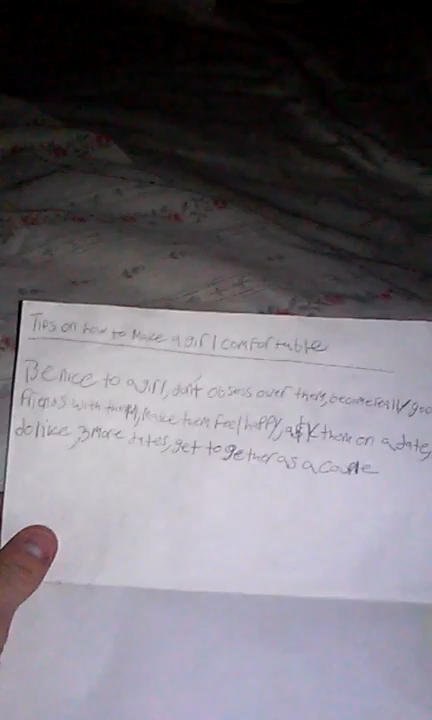 Tips on how to Make a girl comfortable
Be nice to a girl, don't obsess over them, become really goo
friends with them, Make them feel happy, ask them on a date,
do like 3 more dates, get together as a couple